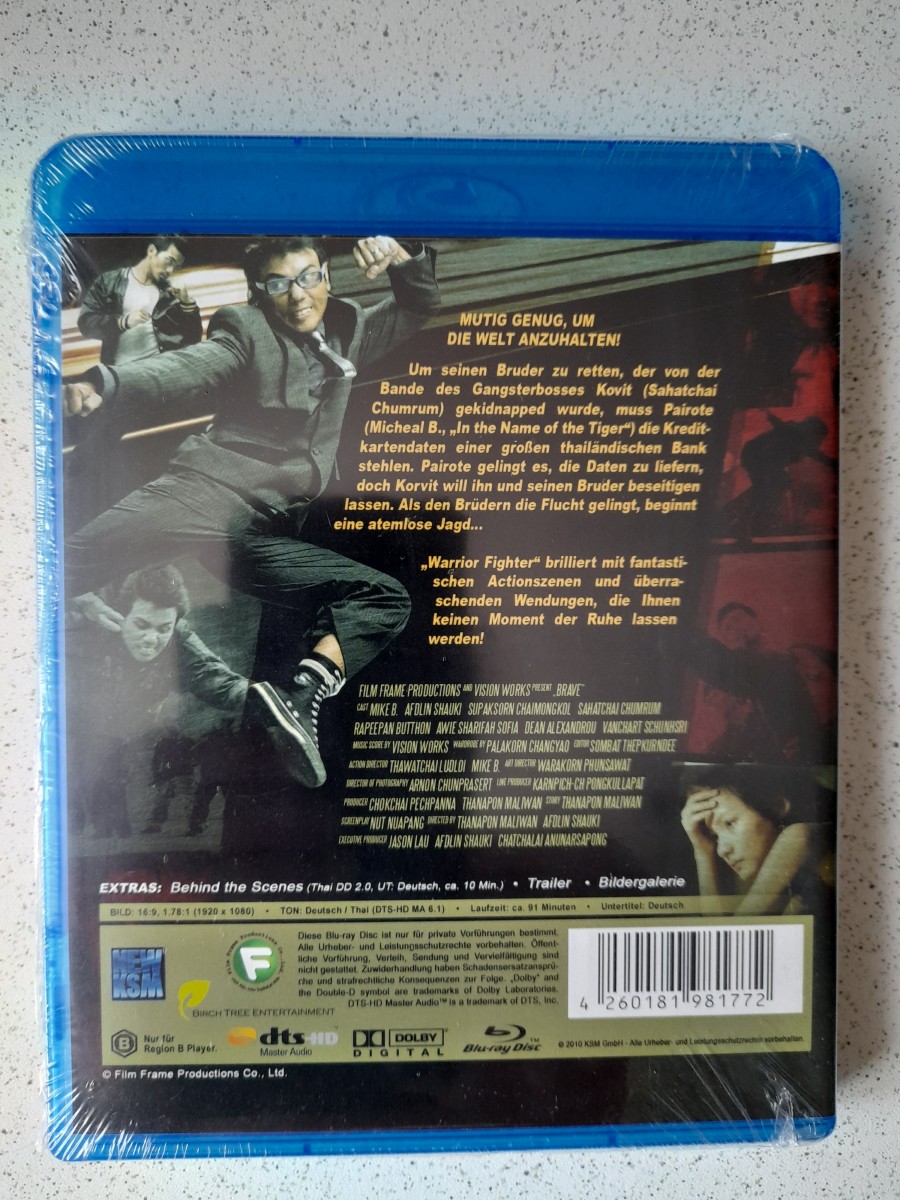 MUTIG GENUG, UM
DIE WELT ANZUHALTEN!
Um seinen Bruder zu retten, der von der
Bande des Gangsterbosses Kovit (Sahatchai
Chumrum) gekidnapped wurde, muss Pairote
(Micheal B., „In the Name of the Tiger“) die Kredit-
kartendaten einer großen thailändischen Bank
stehlen. Pairote gelingt es, die Daten zu liefern,
doch Korvit will ihn und seinen Bruder beseitigen
lassen. Als den Brüdern die Flucht gelingt, beginnt
eine atemlose Jagd...
„Warrior Fighter“ brilliert mit fantasti-
schen Actionszenen und überra-
schenden Wendungen, die Ihnen
keinen Moment der Ruhe lassen
werden!
FILM FRAME PRODUCTIONS AND VISION WORKS PRESENT „BRAVE“
CAST MIKE B. AFDLIN SHAUKI SUPAKSORN CHAIMONGKOL SAHATCHAI CHUMRUM
RAPEEPAN BUTTHON AWIE SHARIFAH SOFIA DEAN ALEXANDROU VANCHART SCHUNHSRI
MUSIC SCORE BY VISION WORKS WARDROBE BY PALAKORN CHANGYAO EDITOR SOMBAT THEPKURNDEE
ACTION DIRECTOR THAWATCHAI LUOLOI MIKE B. ART DIRECTOR WARAKORN PHUNSAWAT
DIRECTOR OF PHOTOGRAPHY ARNON CHUNPRASERT LINE PRODUCER KARNPICH-CH PONGKULLAPAT
PRODUCER CHOKCHAI PECHPANNA THANAPON MALIWAN STORY THANAPON MALIWAN
SCREENPLAY NUT NUAPANG DIRECTED BY THANAPON MALIWAN AFDLIN SHAUKI
EXECUTIVE PRODUCER JASON LAU AFDLIN SHAUKI CHATCHALAI ANUNARSAPONG
EXTRAS: Behind the Scenes (Thai DD 2.0, UT: Deutsch, ca. 10 Min.) • Trailer • Bildergalerie
BILD: 16:9, 1,78:1 (1920 x 1080) • TON: Deutsch / Thai (DTS-HD MA 6.1) • Laufzeit: ca. 91 Minuten • Untertitel: Deutsch
NEW
KSM
F
BIRCH TREE ENTERTAINMENT
Diese Blu-ray Disc ist nur für private Vorführungen bestimmt.
Alle Urheber- und Leistungsschutzrechte vorbehalten. Öffent-
liche Vorführung, Verleih, Sendung und Vervielfältigung sind
nicht gestattet. Zuwiderhandlung haben Schadensersatzansprü-
che und strafrechtliche Konsequenzen zur Folge. „Dolby“ and
the Double-D symbol are trademarks of Dolby Laboratories.
DTS-HD Master Audio™ is a trademark of DTS, Inc.
4 260181 981772
B
Nur für
Region B Player.
dts-HD
Master Audio
DOLBY
DIGITAL
Blu-ray Disc™
© 2010 KSM GmbH - Alle Urheber- und Leistungsschutzrechte vorbehalten.
© Film Frame Productions Co., Ltd.